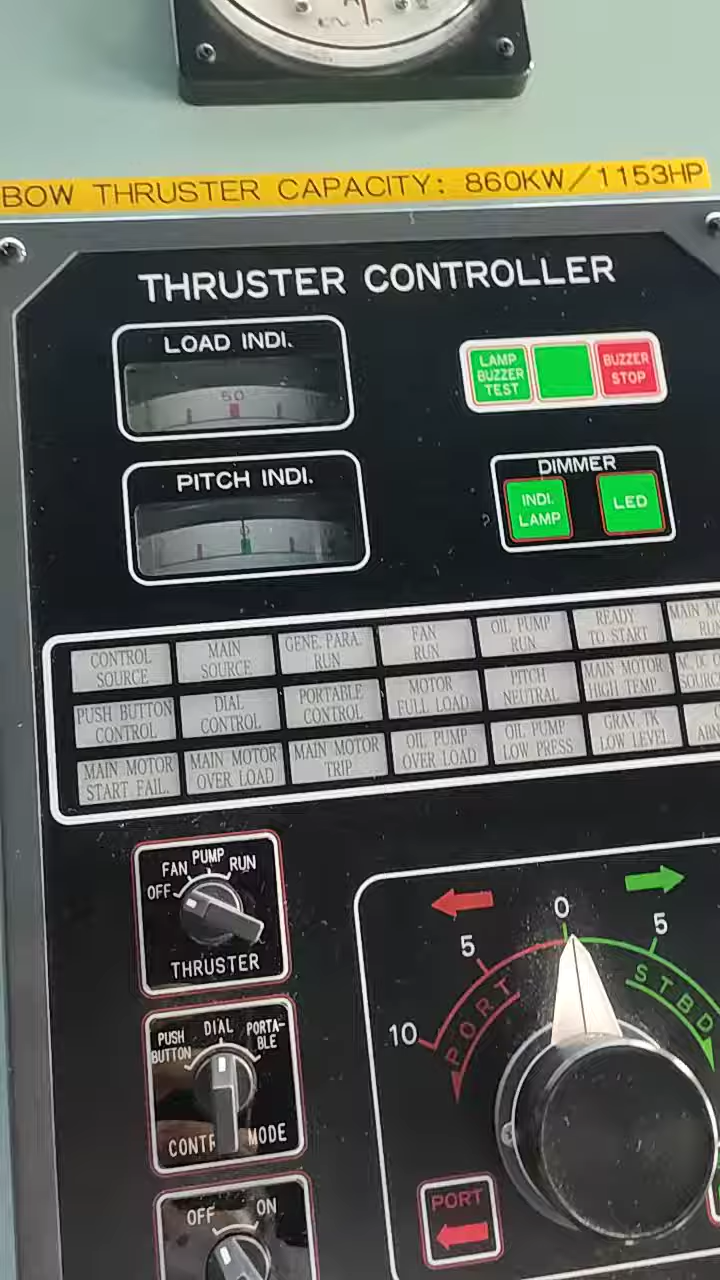 BOW THRUSTER CAPACITY: 860KW/1153HP
THRUSTER CONTROLLER
LOAD INDI.
50
LAMP
BUZZER
TEST
BUZZER
STOP
PITCH INDI.
0
DIMMER
INDI.
LAMP
LED
CONTROL
SOURCE
MAIN
SOURCE
GENE. PARA.
RUN
FAN
RUN
OIL PUMP
RUN
READY
TO START
MAIN
PUSH BUTTON
CONTROL
DIAL
CONTROL
PORTABLE
CONTROL
MOTOR
FULL LOAD
PITCH
NEUTRAL
MAIN MOTOR
HIGH TEMP.
MAIN MOTOR
START FAIL.
MAIN MOTOR
OVER LOAD
MAIN MOTOR
TRIP
OIL PUMP
OVER LOAD
OIL PUMP
LOW PRESS
GRAV. TK
LOW LEVEL
OFF FAN PUMP RUN
THRUSTER
PUSH
BUTTON
DIAL
PORTA-
BLE
CONTR MODE
OFF ON
10 5 0 5
PORT
STBD
PORT